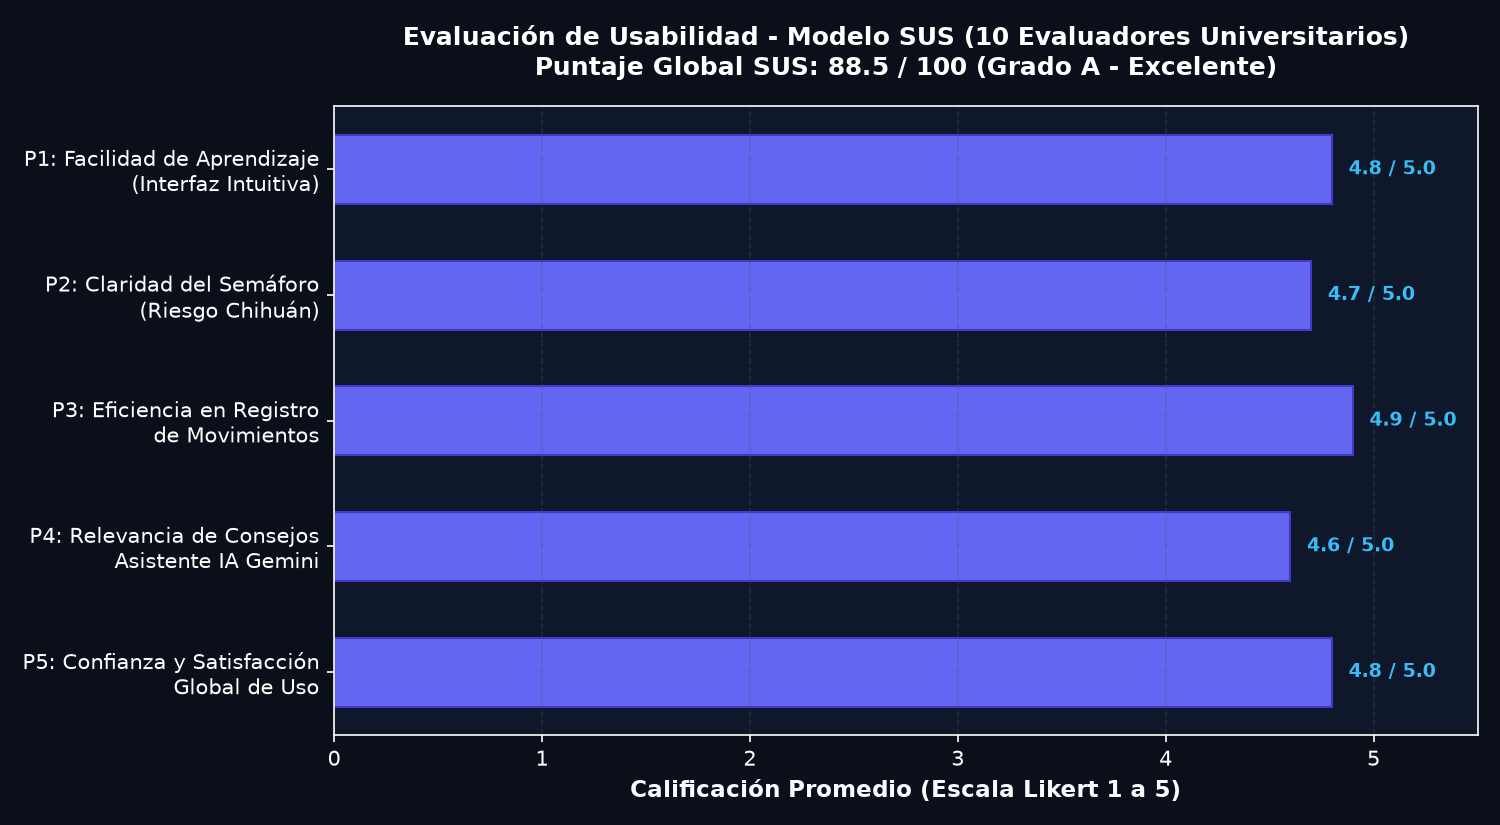 Evaluación de Usabilidad - Modelo SUS (10 Evaluadores Universitarios)
Puntaje Global SUS: 88.5 / 100 (Grado A - Excelente)
P1: Facilidad de Aprendizaje
(Interfaz Intuitiva)
4.8 / 5.0
P2: Claridad del Semáforo
(Riesgo Chihuán)
4.7 / 5.0
P3: Eficiencia en Registro
de Movimientos
4.9 / 5.0
P4: Relevancia de Consejos
Asistente IA Gemini
4.6 / 5.0
P5: Confianza y Satisfacción
Global de Uso
4.8 / 5.0
0 1 2 3 4 5
Calificación Promedio (Escala Likert 1 a 5)